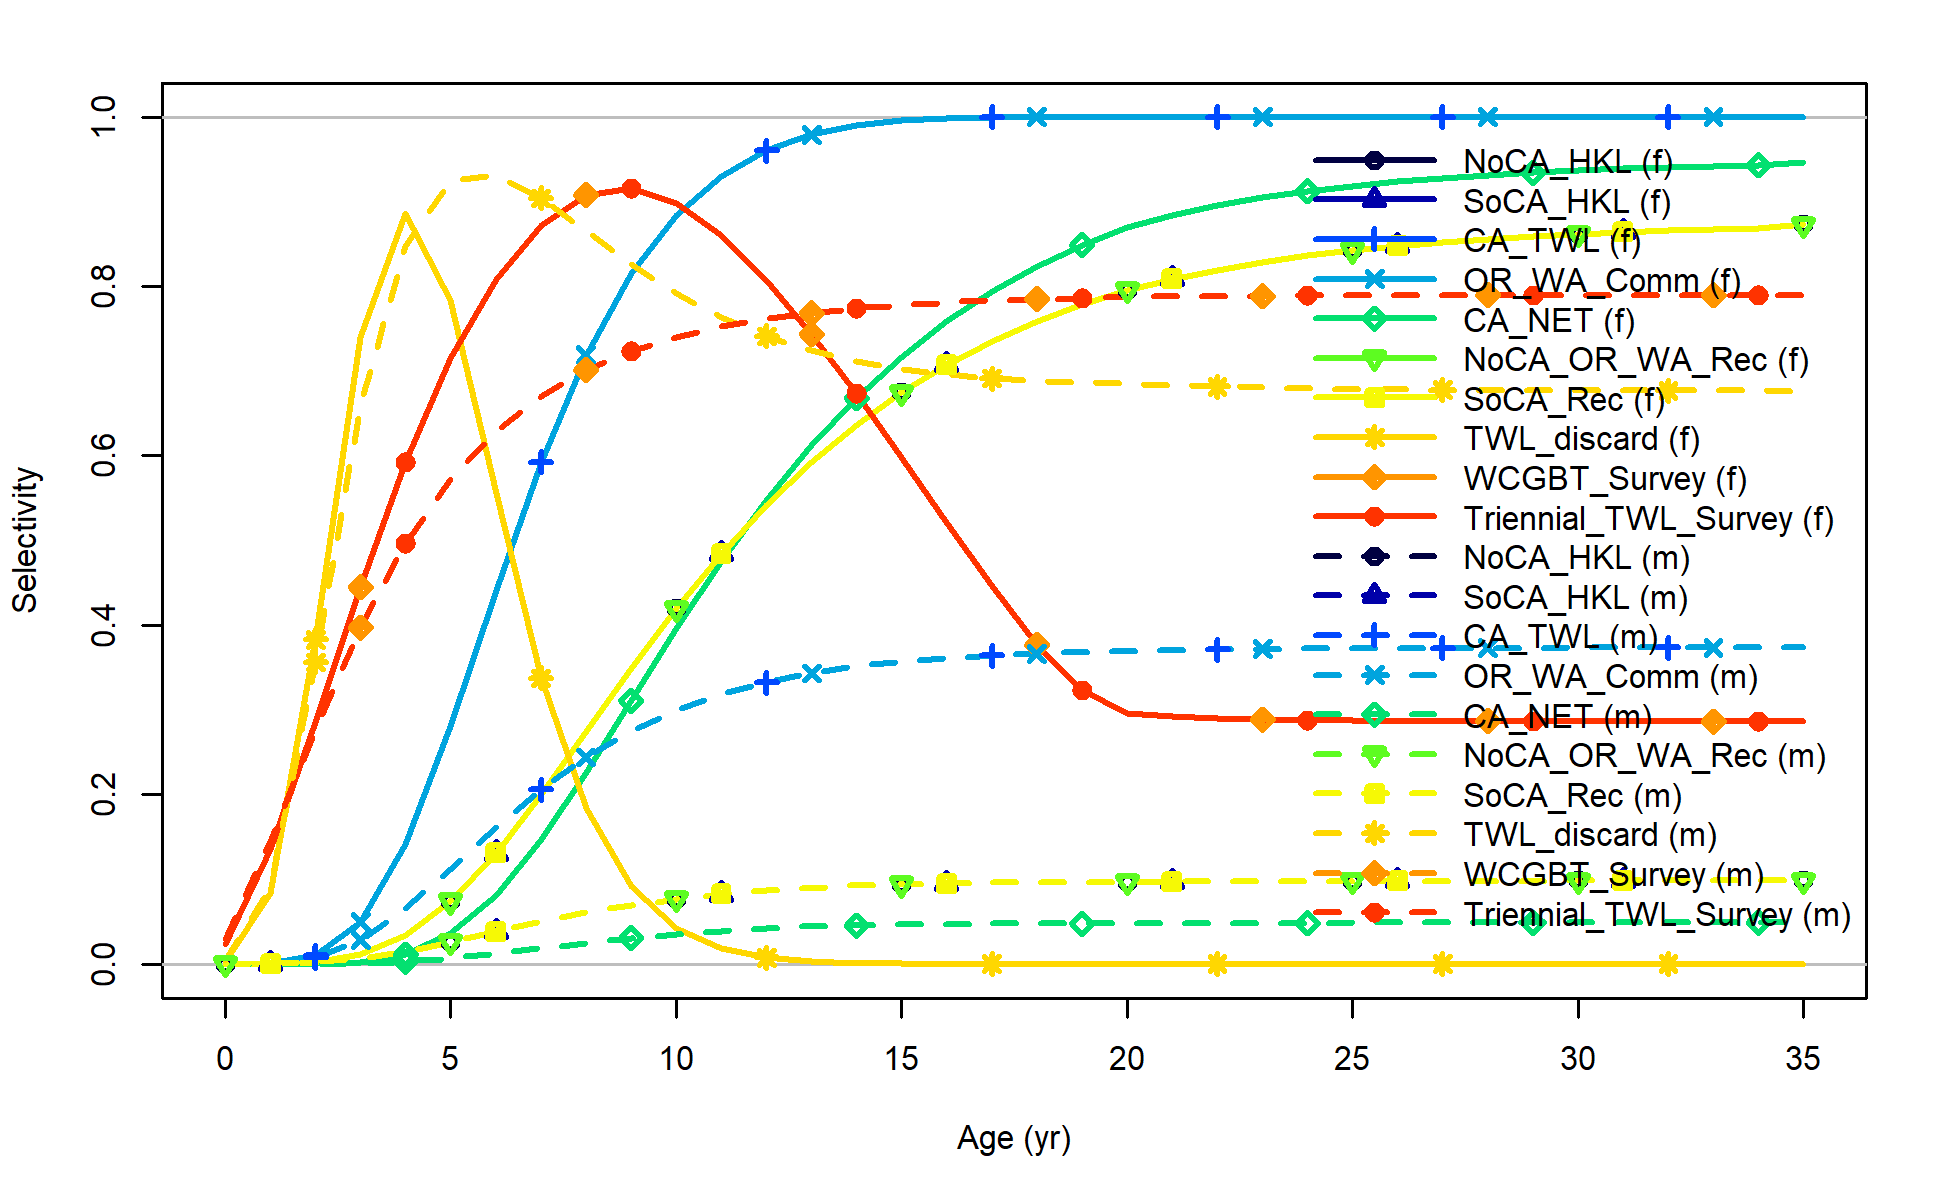 1.0
0.8
0.6
0.4
0.2
0.0
Selectivity
NoCA_HKL (f)
SoCA_HKL (f)
CA_TWL (f)
OR_WA_Comm (f)
CA_NET (f)
NoCA_OR_WA_Rec (f)
SoCA_Rec (f)
TWL_discard (f)
WCGBT_Survey (f)
Triennial_TWL_Survey (f)
NoCA_HKL (m)
SoCA_HKL (m)
CA_TWL (m)
OR_WA_Comm (m)
CA_NET (m)
NoCA_OR_WA_Rec (m)
SoCA_Rec (m)
TWL_discard (m)
WCGBT_Survey (m)
Triennial_TWL_Survey (m)
0 5 10 15 20 25 30 35
Age (yr)